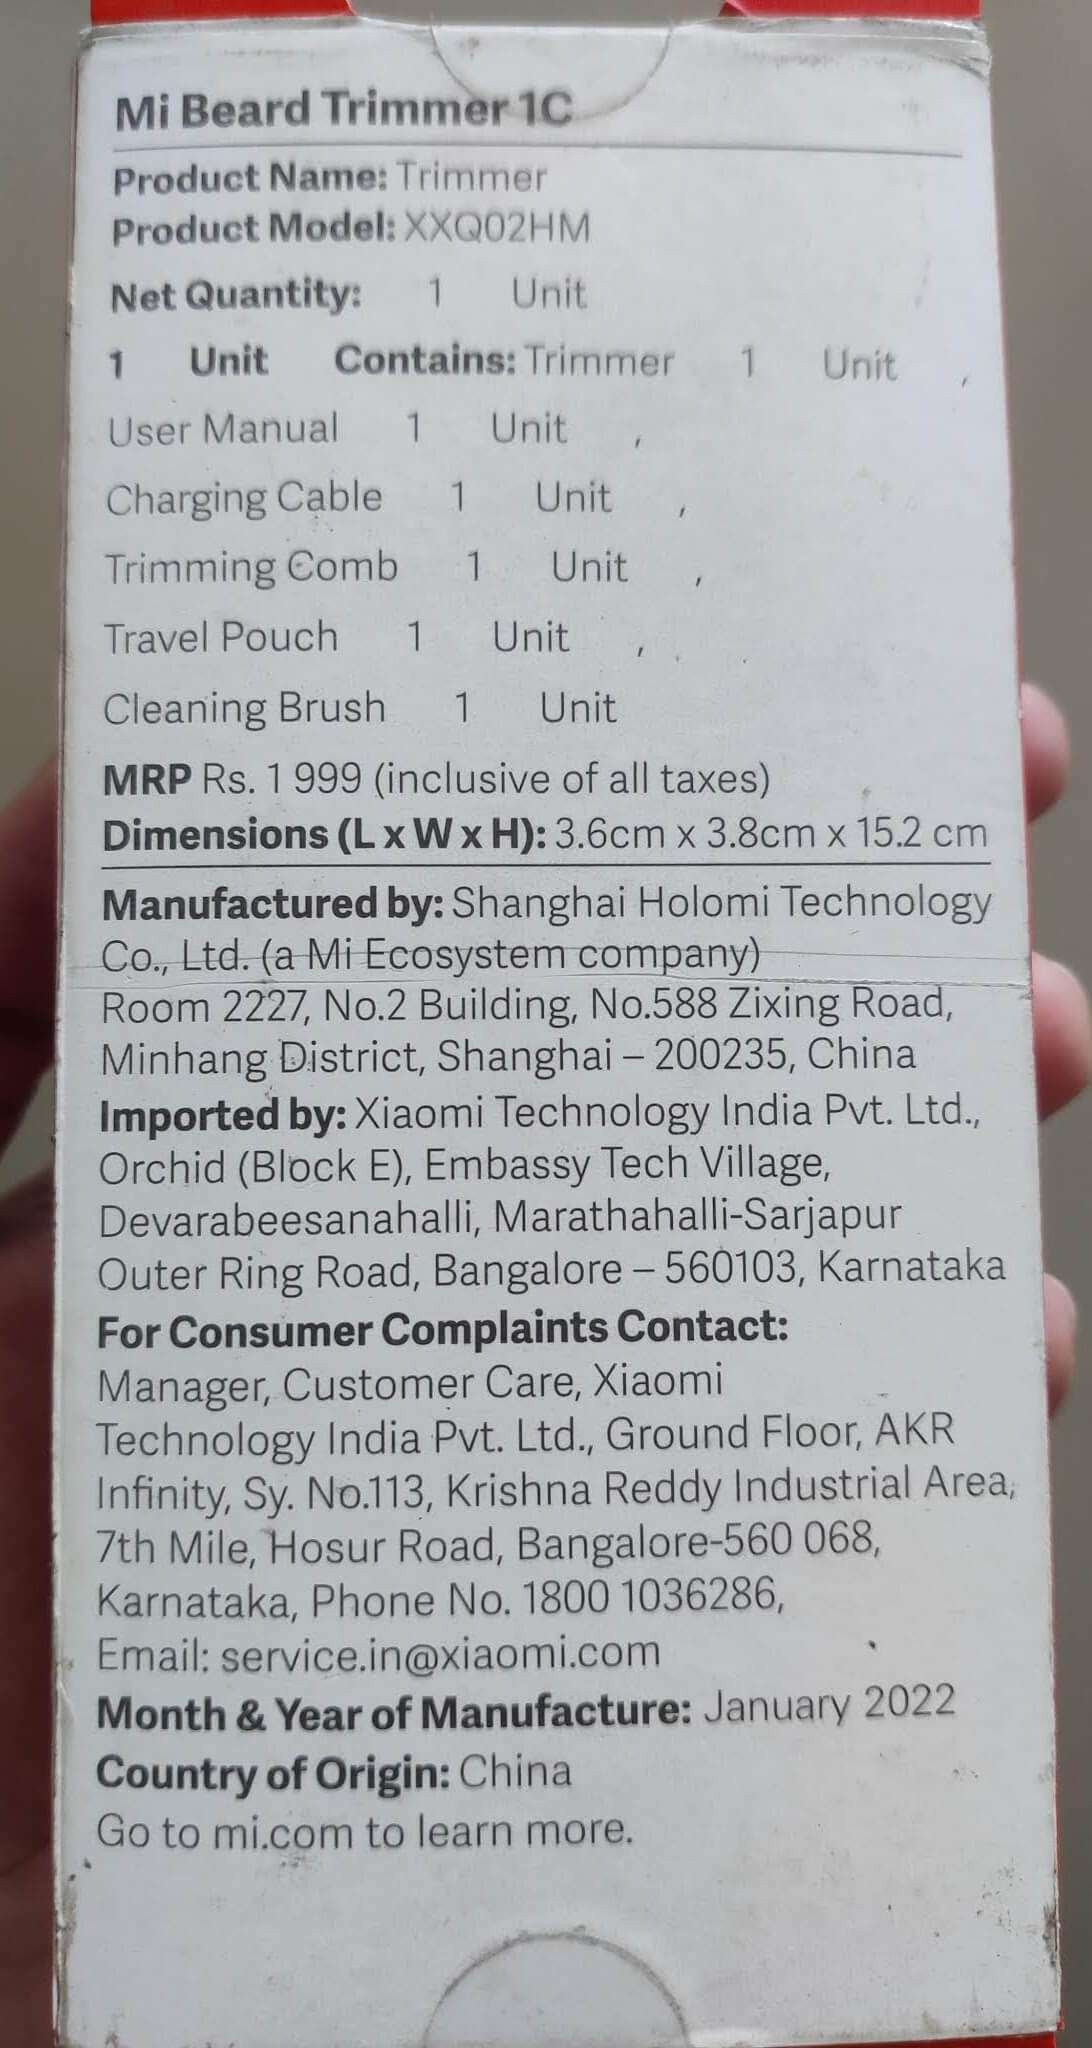 Mi Beard Trimmer 1C
Product Name: Trimmer
Product Model: XXQ02HM
Net Quantity: 1 Unit
1 Unit Contains: Trimmer 1 Unit ,
User Manual 1 Unit ,
Charging Cable 1 Unit ,
Trimming Comb 1 Unit ,
Travel Pouch 1 Unit ,
Cleaning Brush 1 Unit
MRP Rs. 1 999 (inclusive of all taxes)
Dimensions (L x W x H): 3.6cm x 3.8cm x 15.2 cm
Manufactured by: Shanghai Holomi Technology
Co., Ltd. (a Mi Ecosystem company)
Room 2227, No.2 Building, No.588 Zixing Road,
Minhang District, Shanghai – 200235, China
Imported by: Xiaomi Technology India Pvt. Ltd.,
Orchid (Block E), Embassy Tech Village,
Devarabeesanahalli, Marathahalli-Sarjapur
Outer Ring Road, Bangalore – 560103, Karnataka
For Consumer Complaints Contact:
Manager, Customer Care, Xiaomi
Technology India Pvt. Ltd., Ground Floor, AKR
Infinity, Sy. No.113, Krishna Reddy Industrial Area,
7th Mile, Hosur Road, Bangalore-560 068,
Karnataka, Phone No. 1800 1036286,
Email: service.in@xiaomi.com
Month & Year of Manufacture: January 2022
Country of Origin: China
Go to mi.com to learn more.